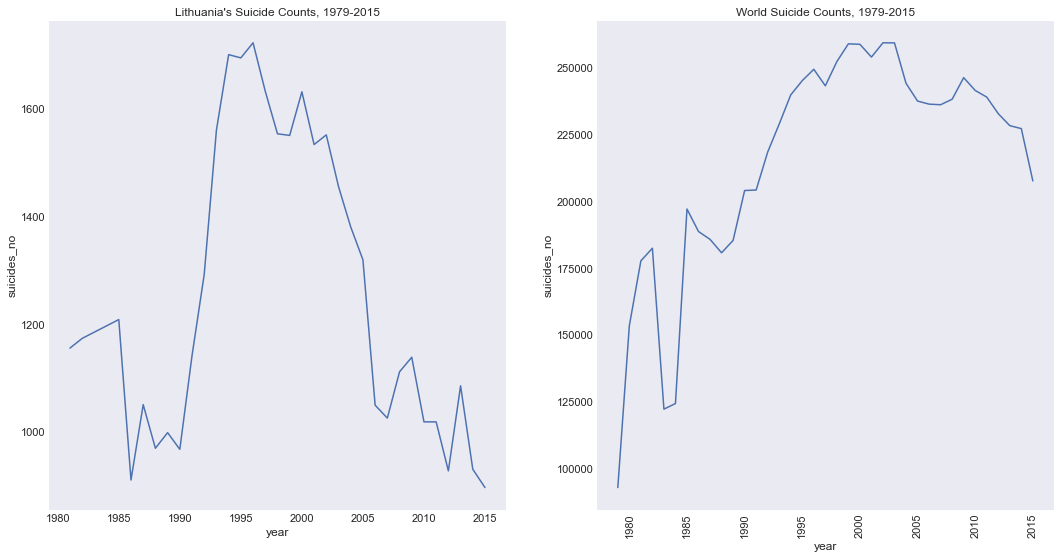 Lithuania's Suicide Counts, 1979-2015
suicides_no
1600
1400
1200
1000
1980 1985 1990 1995 2000 2005 2010 2015
year
World Suicide Counts, 1979-2015
suicides_no
250000
225000
200000
175000
150000
125000
100000
1980 1985 1990 1995 2000 2005 2010 2015
year